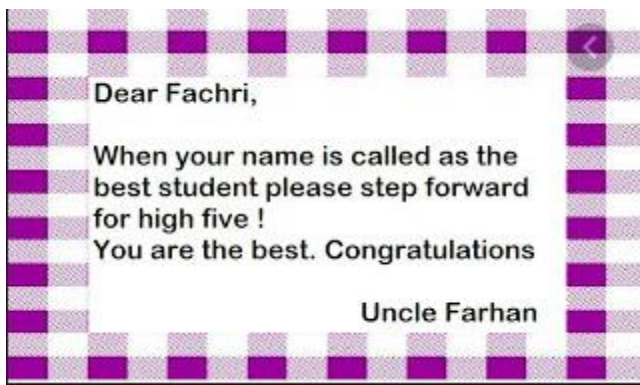 Dear Fachri,
When your name is called as the
best student please step forward
for high five !
You are the best. Congratulations
Uncle Farhan